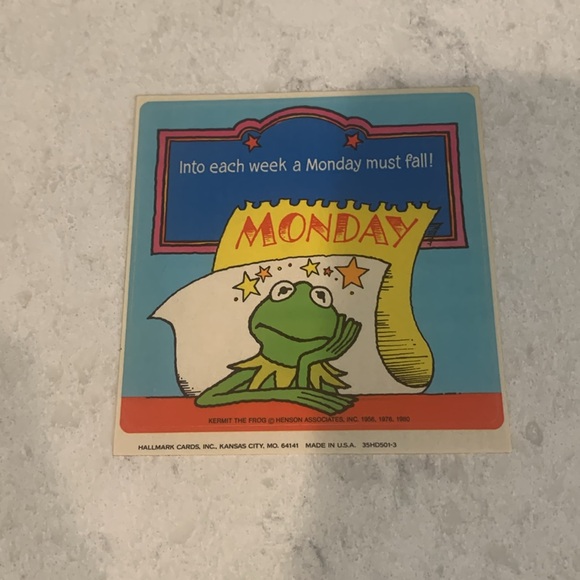 Into each week a Monday must fall!
MONDAY
KERMIT THE FROG © HENSON ASSOCIATES, INC. 1956, 1976, 1982
HALLMARK CARDS, INC., KANSAS CITY, MO. 64141 MADE IN U.S.A. 35HD501-3